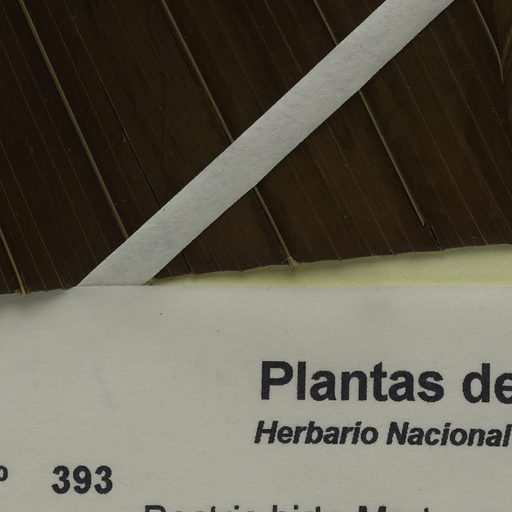 Plantas de
Herbario Nacional
º 393